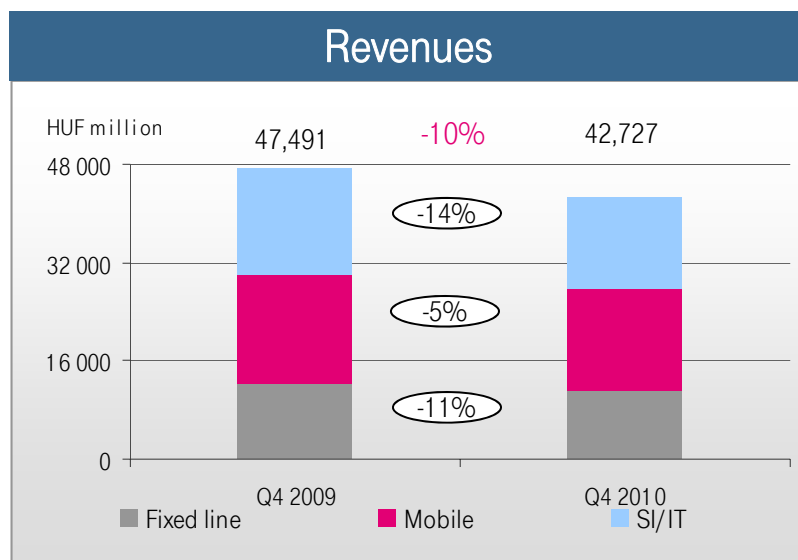 Revenues
HUF million
47,491
-10%
42,727
48 000
-14%
32 000
-5%
16 000
-11%
0
Q4 2009
Q4 2010
Fixed line
Mobile
SI/IT